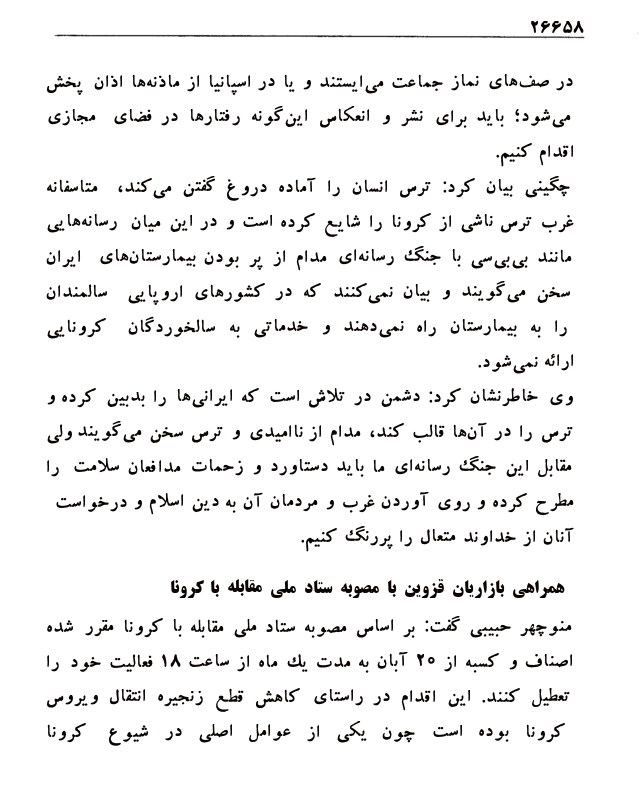 ۲۶۶۵۸
در صف‌های نماز جماعت می‌ایستند و یا در اسپانیا از ماذنه‌ها اذان پخش
می‌شود؛ باید برای نشر و انعکاس این‌گونه رفتارها در فضای مجازی
اقدام کنیم.
چگینی بیان کرد: ترس انسان را آماده دروغ گفتن می‌کند، متاسفانه
غرب ترس ناشی از کرونا را شایع کرده است و در این میان رسانه‌هایی
مانند بی‌بی‌سی با جنگ رسانه‌ای مدام از پر بودن بیمارستان‌های ایران
سخن می‌گویند و بیان نمی‌کنند که در کشورهای اروپایی سالمندان
را به بیمارستان راه نمی‌دهند و خدماتی به سالخوردگان کرونایی
ارائه نمی‌شود.
وی خاطرنشان کرد: دشمن در تلاش است که ایرانی‌ها را بدبین کرده و
ترس را در آن‌ها قالب کند، مدام از ناامیدی و ترس سخن می‌گویند ولی
مقابل این جنگ رسانه‌ای ما باید دستاورد و زحمات مدافعان سلامت را
مطرح کرده و روی آوردن غرب و مردمان آن به دین اسلام و درخواست
آنان از خداوند متعال را پررنگ کنیم.
همراهی بازاریان قزوین با مصوبه ستاد ملی مقابله با کرونا
منوچهر حبیبی گفت: بر اساس مصوبه ستاد ملی مقابله با کرونا مقرر شده
اصناف و کسبه از ۲۰ آبان به مدت یك ماه از ساعت ۱۸ فعالیت خود را
تعطیل کنند. این اقدام در راستای کاهش قطع زنجیره انتقال ویروس
کرونا بوده است چون یکی از عوامل اصلی در شیوع کرونا